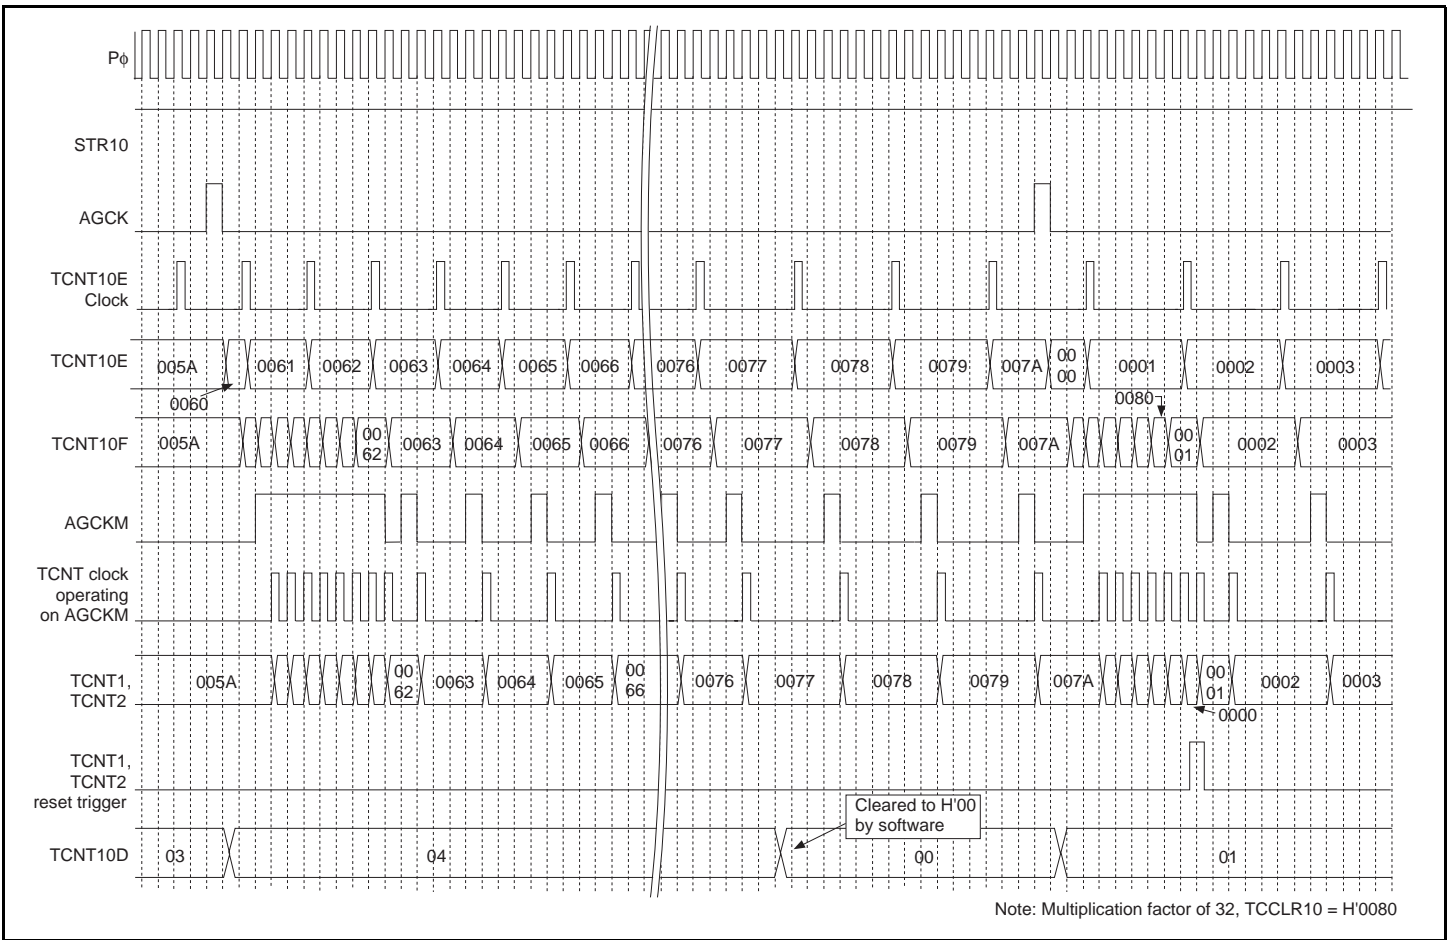 Pϕ
STR10
AGCK
TCNT10E
Clock
TCNT10E
005A
0061
0062
0063
0064
0065
0066
0076
0077
0078
0079
007A
00
00
0001
0002
0003
0060
0080
TCNT10F
005A
00
62
0063
0064
0065
0066
0076
0077
0078
0079
007A
00
01
0002
0003
AGCKM
TCNT clock
operating
on AGCKM
TCNT1,
TCNT2
005A
00
62
0063
0064
0065
00
66
0076
0077
0078
0079
007A
00
01
0002
0003
0000
TCNT1,
TCNT2
reset trigger
Cleared to H'00
by software
TCNT10D
03
04
00
01
Note: Multiplication factor of 32, TCCLR10 = H'0080